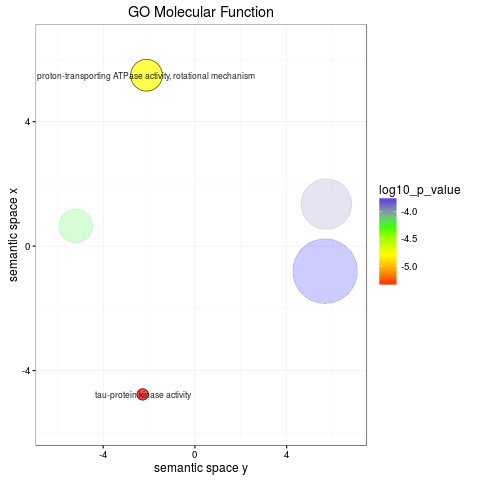 GO Molecular Function
proton-transporting ATPase activity, rotational mechanism
4
0
-4
semantic space x
tau-protein kinase activity
-4
0
4
semantic space y
log10_p_value
-4.0
-4.5
-5.0